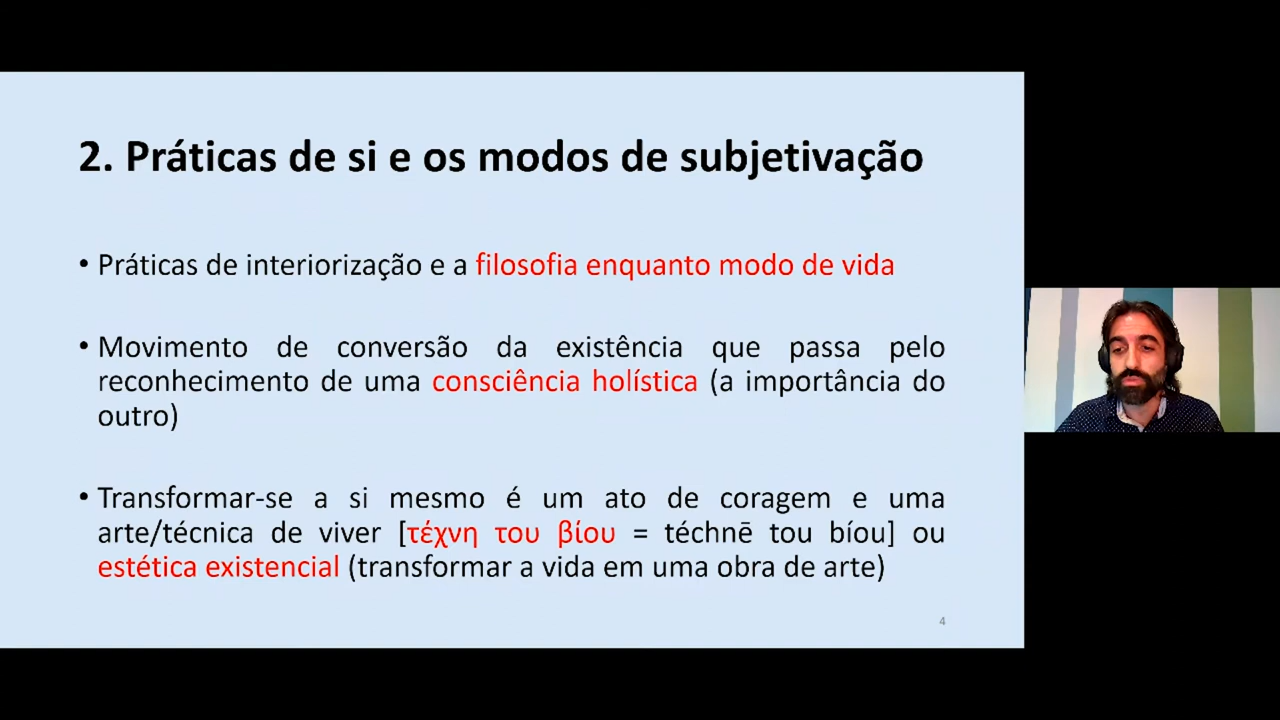 2. Práticas de si e os modos de subjetivação
• Práticas de interiorização e a filosofia enquanto modo de vida
• Movimento de conversão da existência que passa pelo
reconhecimento de uma consciência holística (a importância do
outro)
• Transformar-se a si mesmo é um ato de coragem e uma
arte/técnica de viver [τέχνη του βίου = téchnē tou bíou] ou
estética existencial (transformar a vida em uma obra de arte)
4